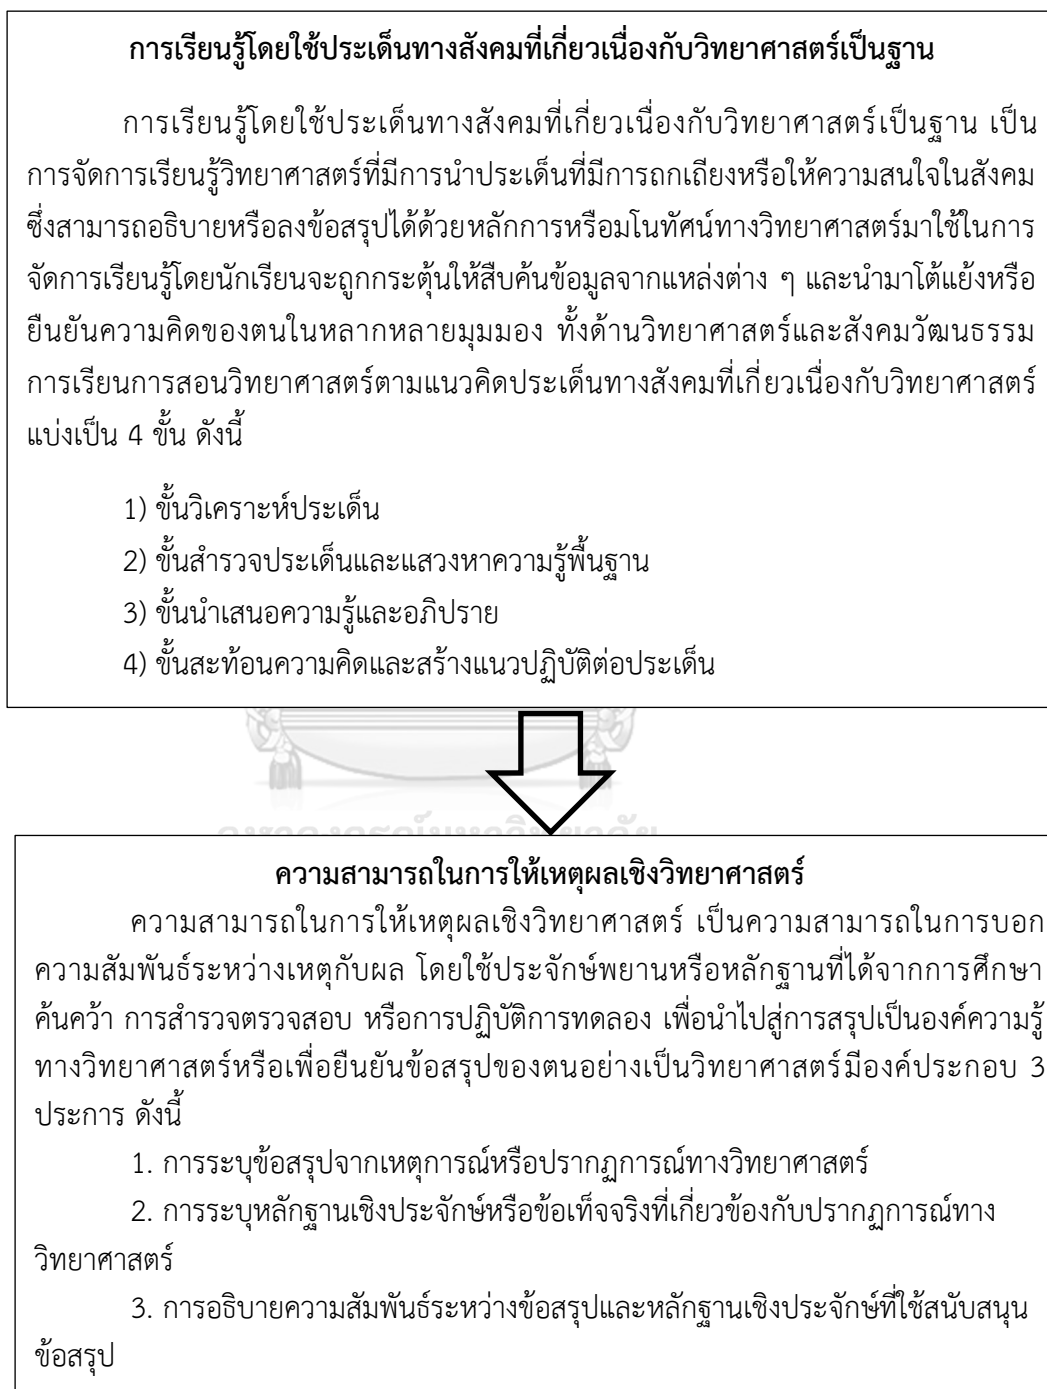 การเรียนรู้โดยใช้ประเด็นทางสังคมที่เกี่ยวเนื่องกับวิทยาศาสตร์เป็นฐาน
การเรียนรู้โดยใช้ประเด็นทางสังคมที่เกี่ยวเนื่องกับวิทยาศาสตร์เป็นฐาน เป็น
การจัดการเรียนรู้วิทยาศาสตร์ที่มีการนำประเด็นที่มีการถกเถียงหรือให้ความสนใจในสังคม
ซึ่งสามารถอธิบายหรือลงข้อสรุปได้ด้วยหลักการหรือมโนทัศน์ทางวิทยาศาสตร์มาใช้ในการ
จัดการเรียนรู้โดยนักเรียนจะถูกกระตุ้นให้สืบค้นข้อมูลจากแหล่งต่าง ๆ และนำมาโต้แย้งหรือ
ยืนยันความคิดของตนในหลากหลายมุมมอง ทั้งด้านวิทยาศาสตร์และสังคมวัฒนธรรม
การเรียนการสอนวิทยาศาสตร์ตามแนวคิดประเด็นทางสังคมที่เกี่ยวเนื่องกับวิทยาศาสตร์
แบ่งเป็น 4 ขั้น ดังนี้
1) ขั้นวิเคราะห์ประเด็น
2) ขั้นสำรวจประเด็นและแสวงหาความรู้พื้นฐาน
3) ขั้นนำเสนอความรู้และอภิปราย
4) ขั้นสะท้อนความคิดและสร้างแนวปฏิบัติต่อประเด็น
จุฬาลงกรณ์มหาวิทยาลัย
ความสามารถในการให้เหตุผลเชิงวิทยาศาสตร์
ความสามารถในการให้เหตุผลเชิงวิทยาศาสตร์ เป็นความสามารถในการบอก
ความสัมพันธ์ระหว่างเหตุกับผล โดยใช้ประจักษ์พยานหรือหลักฐานที่ได้จากการศึกษา
ค้นคว้า การสำรวจตรวจสอบ หรือการปฏิบัติการทดลอง เพื่อนำไปสู่การสรุปเป็นองค์ความรู้
ทางวิทยาศาสตร์หรือเพื่อยืนยันข้อสรุปของตนอย่างเป็นวิทยาศาสตร์มีองค์ประกอบ 3
ประการ ดังนี้
1. การระบุข้อสรุปจากเหตุการณ์หรือปรากฏการณ์ทางวิทยาศาสตร์
2. การระบุหลักฐานเชิงประจักษ์หรือข้อเท็จจริงที่เกี่ยวข้องกับปรากฏการณ์ทาง
วิทยาศาสตร์
3. การอธิบายความสัมพันธ์ระหว่างข้อสรุปและหลักฐานเชิงประจักษ์ที่ใช้สนับสนุน
ข้อสรุป